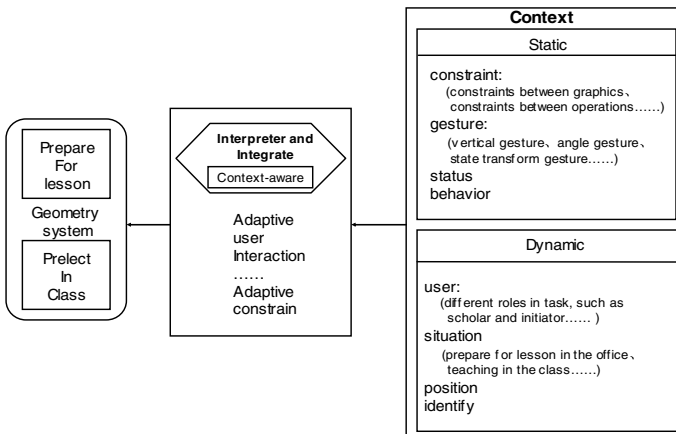 Prepare
For
lesson
Geometry
system
Prelect
In
Class
Interpreter and
Integrate
Context-aware
Adaptive
user
Interaction
……
Adaptive
constrain
Context
Static
constraint:
(constraints between graphics、
constraints between operations……)
gesture:
(vertical gesture、angle gesture、
state transform gesture……)
status
behavior
Dynamic
user:
(different roles in task, such as
scholar and initiator…… )
situation
(prepare for lesson in the office、
teaching in the class……)
position
identify